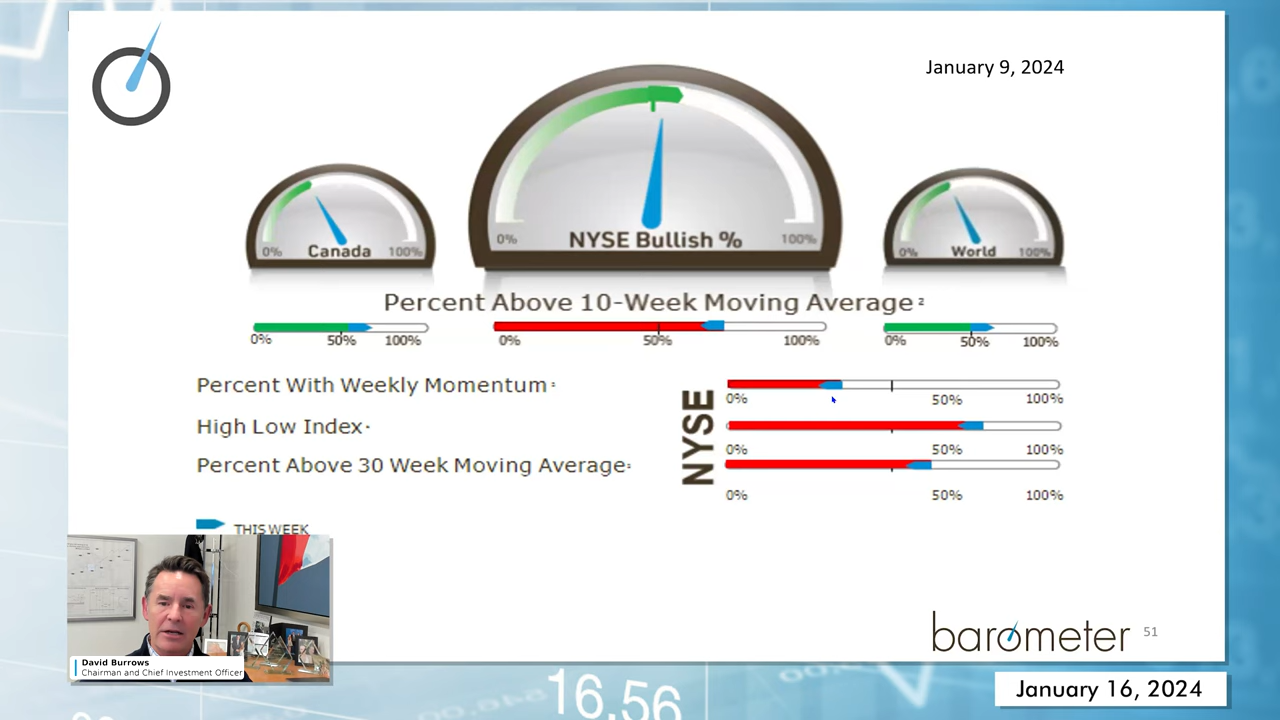 January 9, 2024
0% Canada 100%
0% NYSE Bullish % 100%
0% World 100%
Percent Above 10-Week Moving Average 2
0% 50% 100%
0% 50% 100%
0% 50% 100%
Percent With Weekly Momentum
0% 50% 100%
NYSE
High Low Index
0% 50% 100%
Percent Above 30 Week Moving Average
0% 50% 100%
THIS WEEK
David Burrows
Chairman and Chief Investment Officer
barometer
51
January 16, 2024
16.56